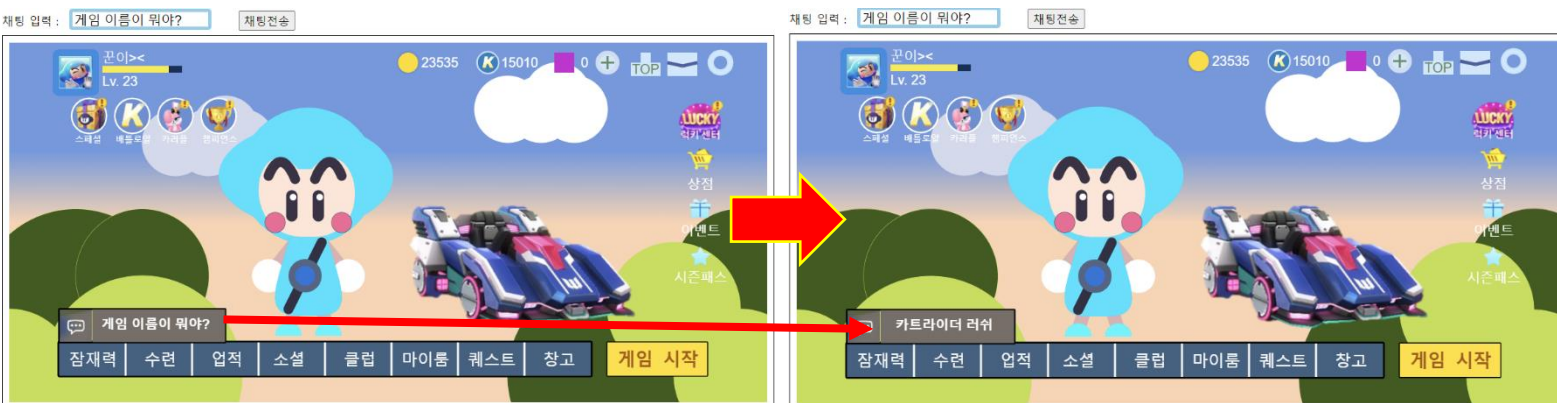 채팅 입력 : 게임 이름이 뭐야? 채팅전송
꾼이><
Lv. 23
23535 K 15010 0 TOP
스페셜 배틀로얄 카러플 챔피언스
LUCKY
럭키센터
상점
이벤트
시즌패스
게임 이름이 뭐야?
잠재력 수련 업적 소셜 클럽 마이룸 퀘스트 창고 게임 시작
채팅 입력 : 게임 이름이 뭐야? 채팅전송
꾼이><
Lv. 23
23535 K 15010 0 TOP
스페셜 배틀로얄 카러플 챔피언스
LUCKY
럭키센터
상점
이벤트
시즌패스
카트라이더 러쉬
잠재력 수련 업적 소셜 클럽 마이룸 퀘스트 창고 게임 시작